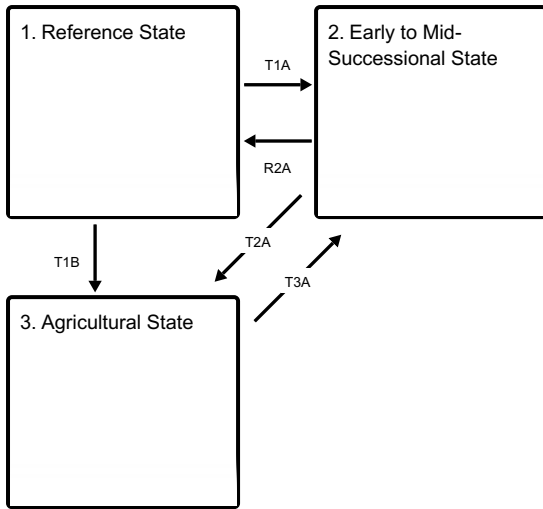 1. Reference State
2. Early to Mid-
Successional State
T1A
R2A
T2A
T1B
T3A
3. Agricultural State